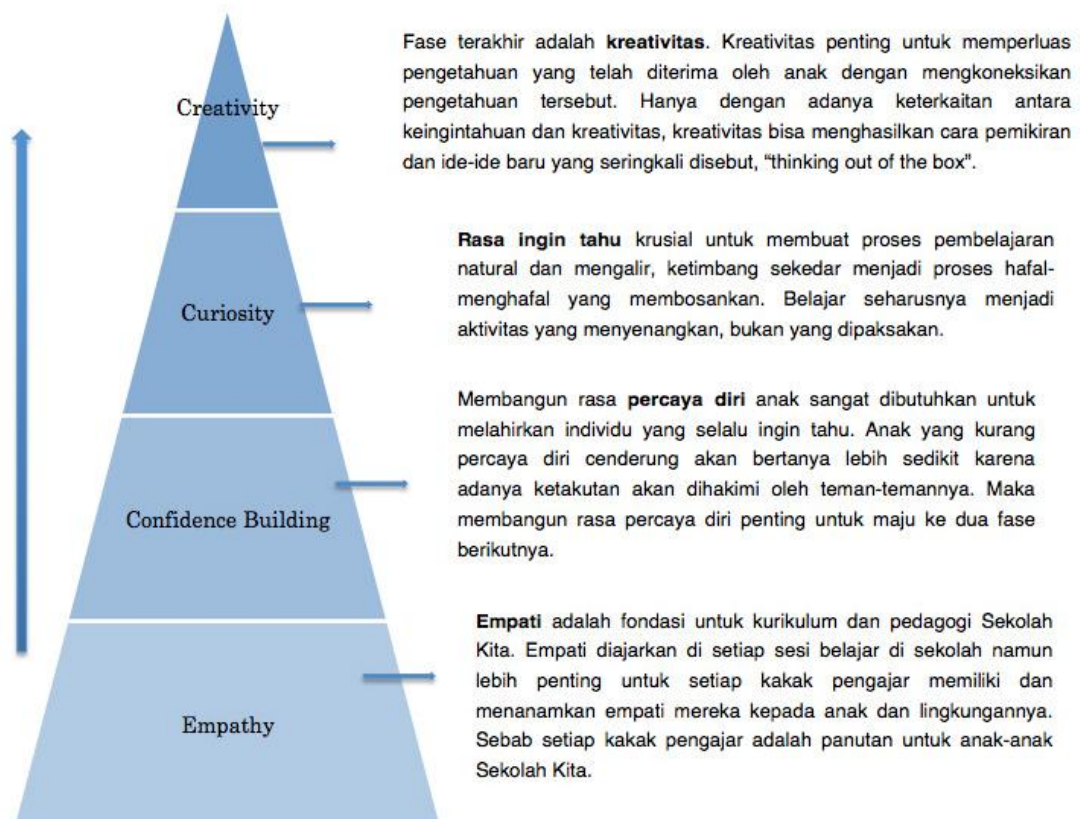 Creativity
Fase terakhir adalah kreativitas. Kreativitas penting untuk memperluas
pengetahuan yang telah diterima oleh anak dengan mengkoneksikan
pengetahuan tersebut. Hanya dengan adanya keterkaitan antara
keingintahuan dan kreativitas, kreativitas bisa menghasilkan cara pemikiran
dan ide-ide baru yang seringkali disebut, “thinking out of the box”.
Curiosity
Rasa ingin tahu krusial untuk membuat proses pembelajaran
natural dan mengalir, ketimbang sekedar menjadi proses hafal-
menghafal yang membosankan. Belajar seharusnya menjadi
aktivitas yang menyenangkan, bukan yang dipaksakan.
Confidence Building
Membangun rasa percaya diri anak sangat dibutuhkan untuk
melahirkan individu yang selalu ingin tahu. Anak yang kurang
percaya diri cenderung akan bertanya lebih sedikit karena
adanya ketakutan akan dihakimi oleh teman-temannya. Maka
membangun rasa percaya diri penting untuk maju ke dua fase
berikutnya.
Empathy
Empati adalah fondasi untuk kurikulum dan pedagogi Sekolah
Kita. Empati diajarkan di setiap sesi belajar di sekolah namun
lebih penting untuk setiap kakak pengajar memiliki dan
menanamkan empati mereka kepada anak dan lingkungannya.
Sebab setiap kakak pengajar adalah panutan untuk anak-anak
Sekolah Kita.